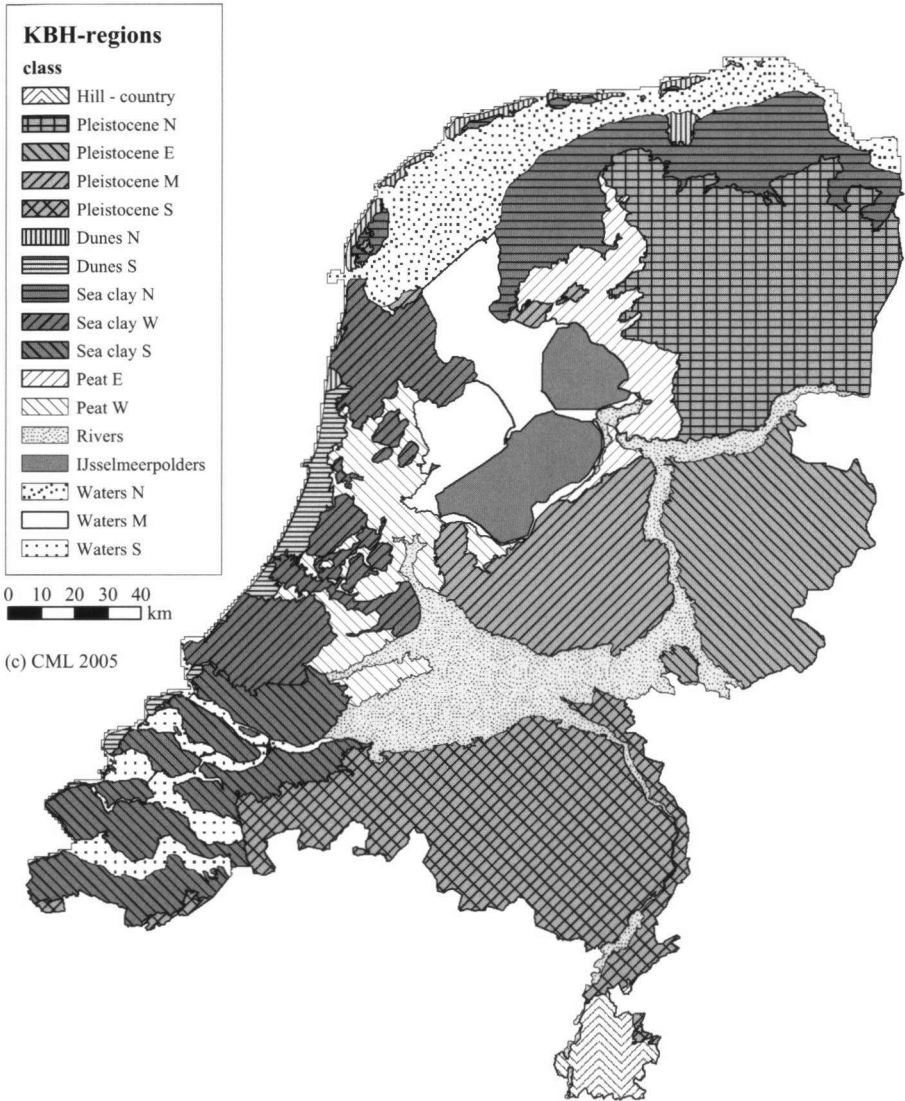 KBH-regions
class
Hill - country
Pleistocene N
Pleistocene E
Pleistocene M
Pleistocene S
Dunes N
Dunes S
Sea clay N
Sea clay W
Sea clay S
Peat E
Peat W
Rivers
IJsselmeerpolders
Waters N
Waters M
Waters S
0 10 20 30 40
km
(c) CML 2005